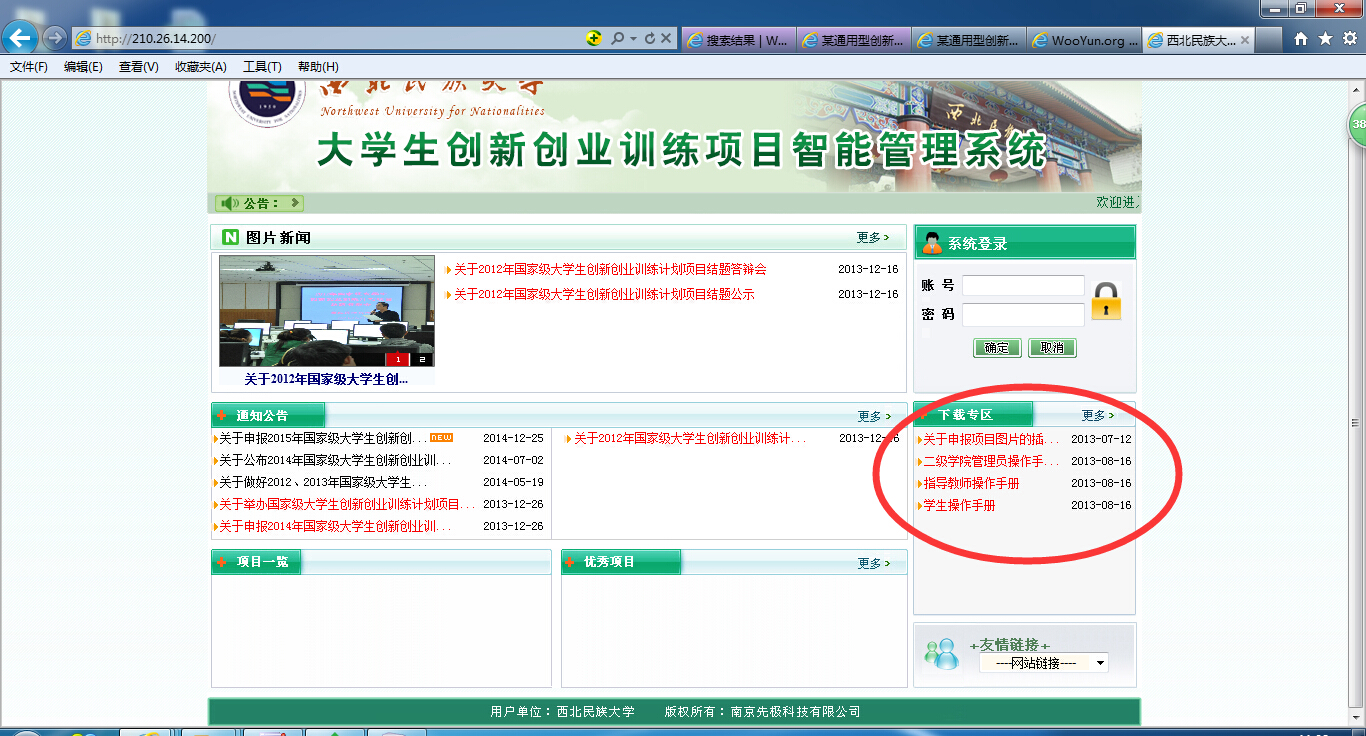 http://210.26.14.200/
搜索结果 | W...
某通用型创新...
某通用型创新...
WooYun.org ...
西北民族大...
文件(F) 编辑(E) 查看(V) 收藏夹(A) 工具(T) 帮助(H)
西北民族大学
Northwest University for Nationalities
大学生创新创业训练项目智能管理系统
38
公告：
欢迎进
图片新闻 更多
关于2012年国家级大学生创新创业训练计划项目结题答辩会 2013-12-16
关于2012年国家级大学生创新创业训练计划项目结题公示 2013-12-16
1 2
关于2012年国家级大学生创...
系统登录
账 号
密 码
确定 取消
通知公告 更多
关于申报2015年国家级大学生创新创... NEW 2014-12-25
关于公布2014年国家级大学生创新创业训... 2014-07-02
关于做好2012、2013年国家级大学生... 2014-05-19
关于举办国家级大学生创新创业训练计划项目... 2013-12-26
关于申报2014年国家级大学生创新创业训... 2013-12-26
关于2012年国家级大学生创新创业训练计... 2013-12-26
下载专区 更多
关于申报项目图片的插... 2013-07-12
二级学院管理员操作手... 2013-08-16
指导教师操作手册 2013-08-16
学生操作手册 2013-08-16
项目一览
优秀项目 更多
+友情链接+
----网站链接----
用户单位：西北民族大学 版权所有：南京先极科技有限公司